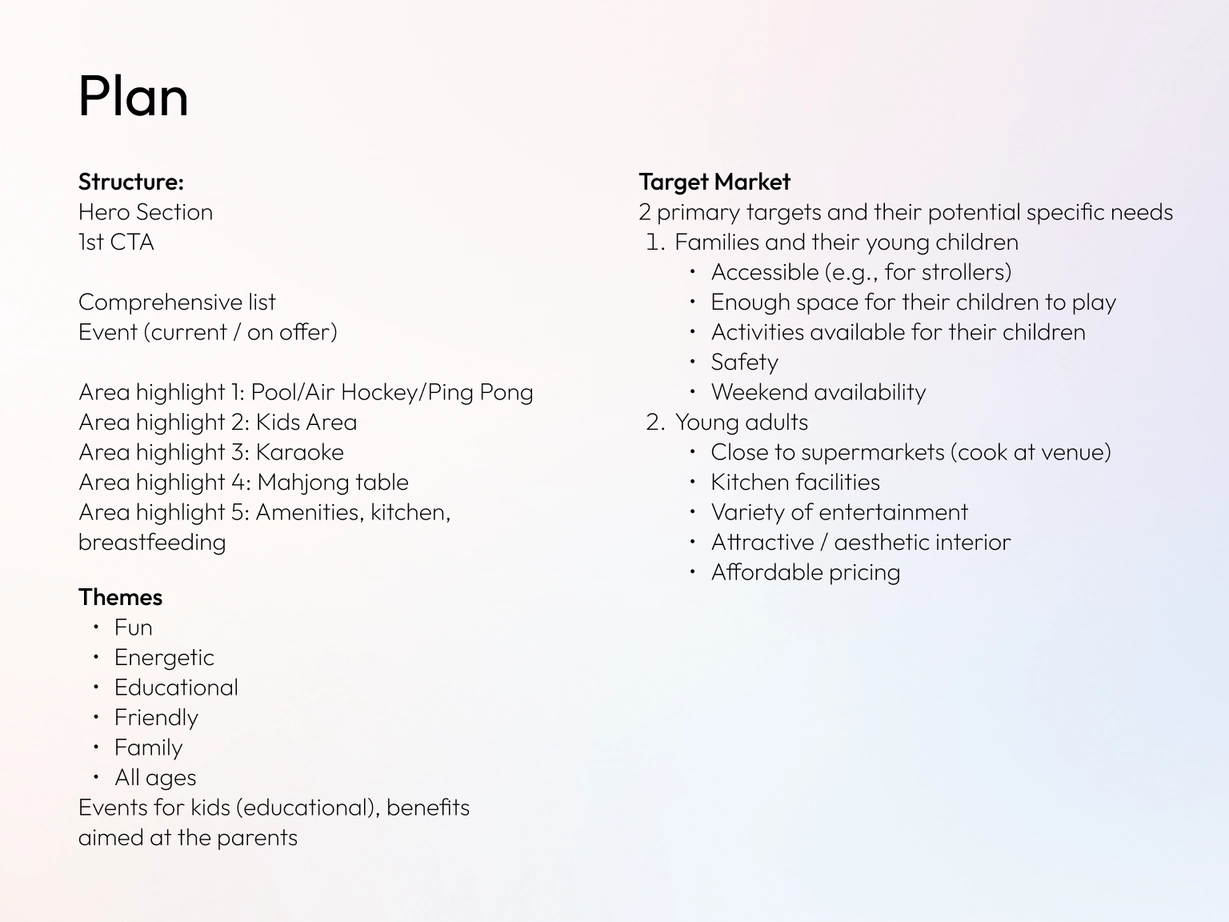 Plan
Structure:
Hero Section
1st CTA
Comprehensive list
Event (current / on offer)
Area highlight 1: Pool/Air Hockey/Ping Pong
Area highlight 2: Kids Area
Area highlight 3: Karaoke
Area highlight 4: Mahjong table
Area highlight 5: Amenities, kitchen,
breastfeeding
Themes
• Fun
• Energetic
• Educational
• Friendly
• Family
• All ages
Events for kids (educational), benefits
aimed at the parents
Target Market
2 primary targets and their potential specific needs
1. Families and their young children
• Accessible (e.g., for strollers)
• Enough space for their children to play
• Activities available for their children
• Safety
• Weekend availability
2. Young adults
• Close to supermarkets (cook at venue)
• Kitchen facilities
• Variety of entertainment
• Attractive / aesthetic interior
• Affordable pricing